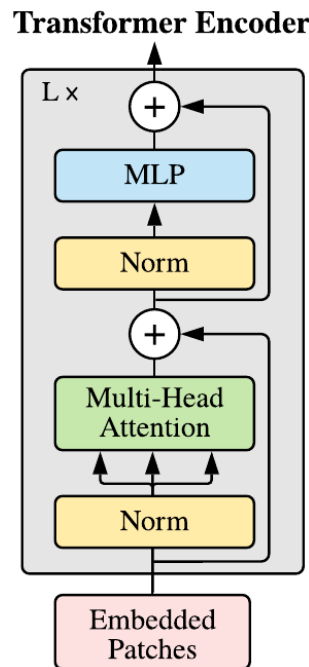 Transformer Encoder
L ×
+
MLP
Norm
+
Multi-Head
Attention
Norm
Embedded
Patches